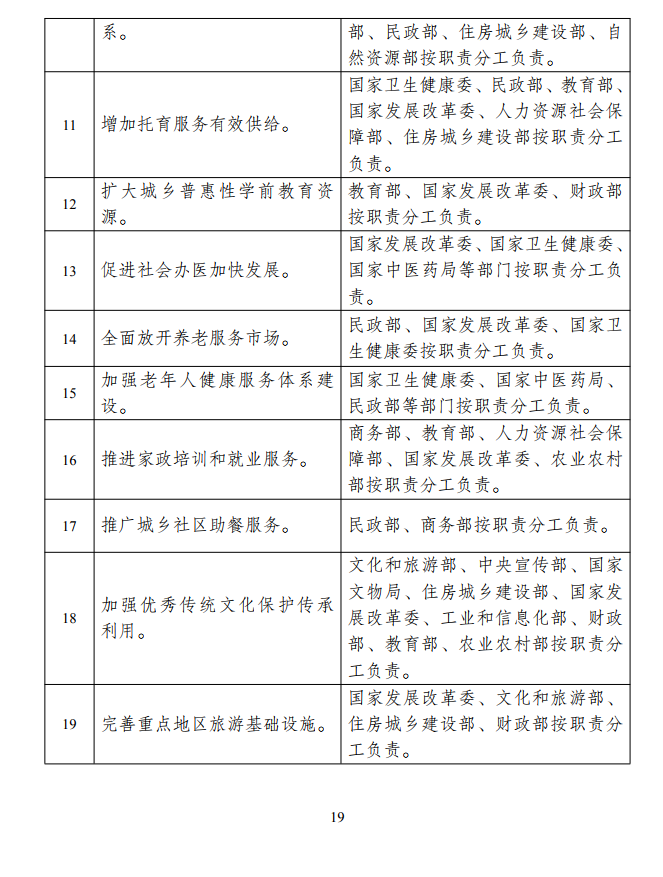 系。
部、民政部、住房城乡建设部、自
然资源部按职责分工负责。
11
增加托育服务有效供给。
国家卫生健康委、民政部、教育部、
国家发展改革委、人力资源社会保
障部、住房城乡建设部按职责分工
负责。
12
扩大城乡普惠性学前教育资
源。
教育部、国家发展改革委、财政部
按职责分工负责。
13
促进社会办医加快发展。
国家发展改革委、国家卫生健康委、
国家中医药局等部门按职责分工负
责。
14
全面放开养老服务市场。
民政部、国家发展改革委、国家卫
生健康委按职责分工负责。
15
加强老年人健康服务体系建
设。
国家卫生健康委、国家中医药局、
民政部等部门按职责分工负责。
16
推进家政培训和就业服务。
商务部、教育部、人力资源社会保
障部、国家发展改革委、农业农村
部按职责分工负责。
17
推广城乡社区助餐服务。
民政部、商务部按职责分工负责。
18
加强优秀传统文化保护传承
利用。
文化和旅游部、中央宣传部、国家
文物局、住房城乡建设部、国家发
展改革委、工业和信息化部、财政
部、教育部、农业农村部按职责分
工负责。
19
完善重点地区旅游基础设施。
国家发展改革委、文化和旅游部、
住房城乡建设部、财政部按职责分
工负责。
19